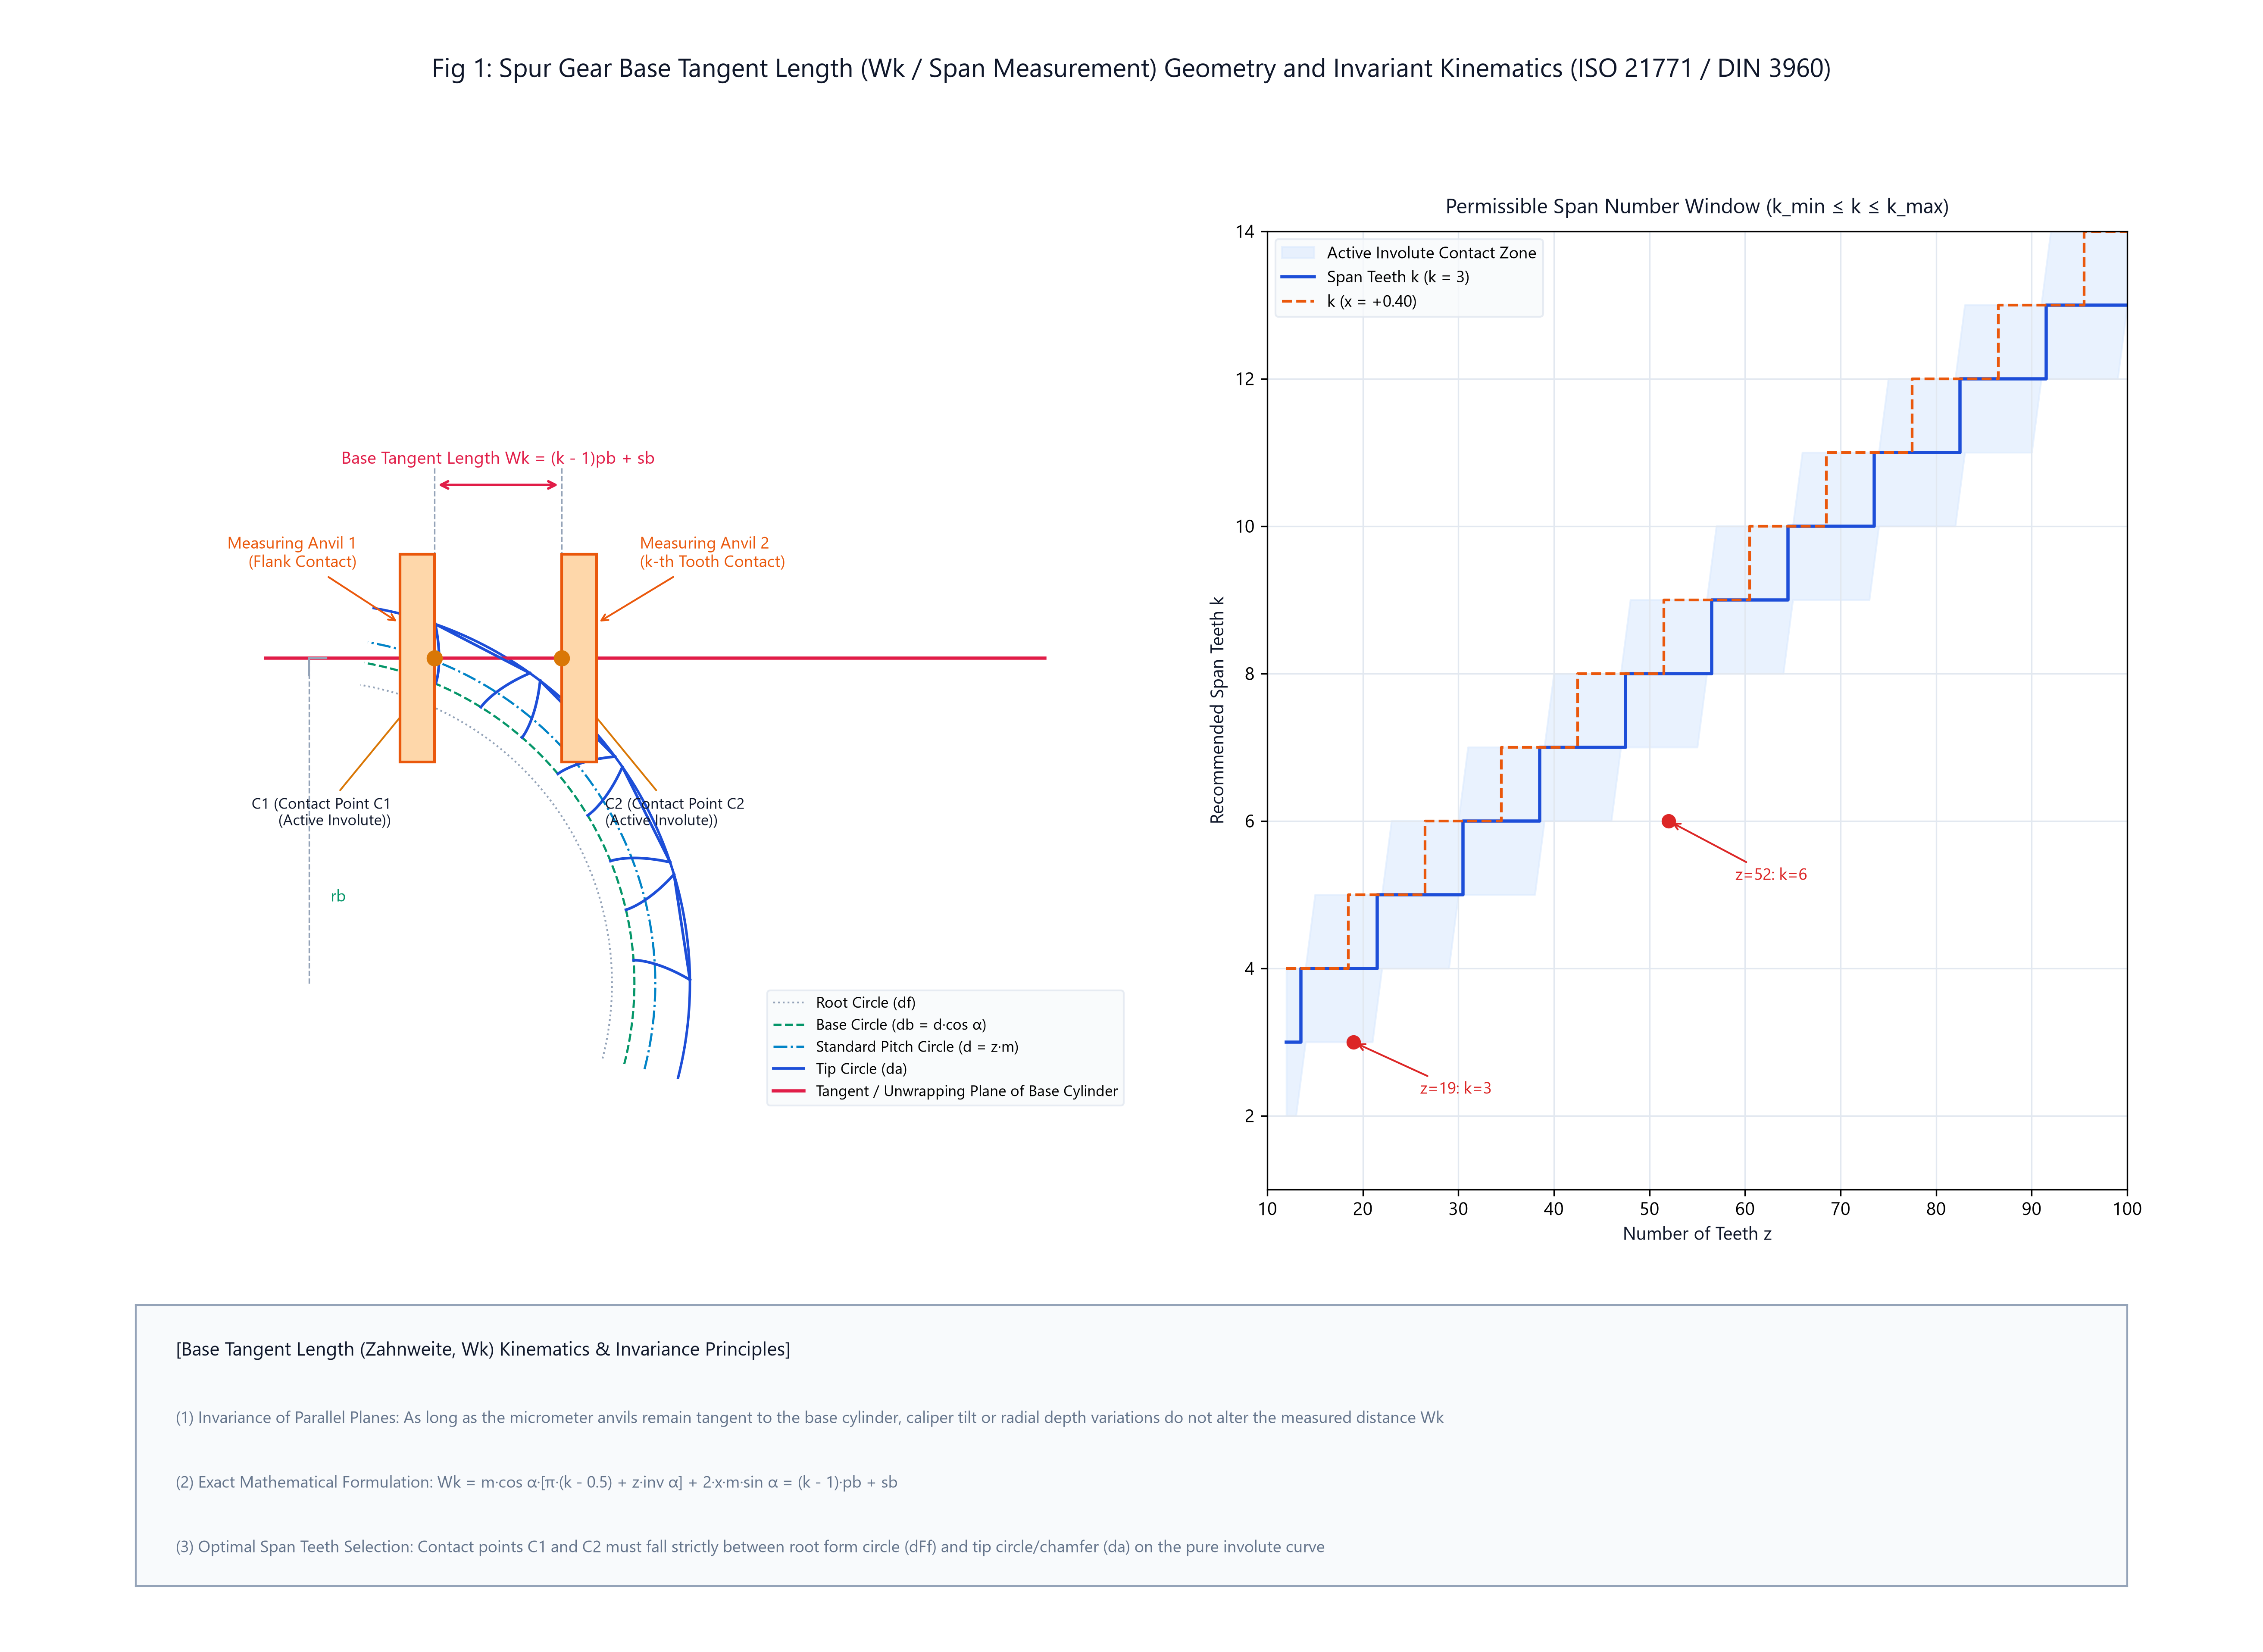 Fig 1: Spur Gear Base Tangent Length (Wk / Span Measurement) Geometry and Invariant Kinematics (ISO 21771 / DIN 3960)
Base Tangent Length Wk = (k - 1)pb + sb
Measuring Anvil 1
(Flank Contact)
Measuring Anvil 2
(k-th Tooth Contact)
C1 (Contact Point C1
(Active Involute))
C2 (Contact Point C2
(Active Involute))
rb
Root Circle (df)
Base Circle (db = d·cos α)
Standard Pitch Circle (d = z·m)
Tip Circle (da)
Tangent / Unwrapping Plane of Base Cylinder
Permissible Span Number Window (k_min ≤ k ≤ k_max)
Active Involute Contact Zone
Span Teeth k (k = 3)
k (x = +0.40)
14
12
10
8
6
4
2
Recommended Span Teeth k
z=52: k=6
z=19: k=3
10 20 30 40 50 60 70 80 90 100
Number of Teeth z
[Base Tangent Length (Zahnweite, Wk) Kinematics & Invariance Principles]
(1) Invariance of Parallel Planes: As long as the micrometer anvils remain tangent to the base cylinder, caliper tilt or radial depth variations do not alter the measured distance Wk
(2) Exact Mathematical Formulation: Wk = m·cos α·[π·(k - 0.5) + z·inv α] + 2·x·m·sin α = (k - 1)·pb + sb
(3) Optimal Span Teeth Selection: Contact points C1 and C2 must fall strictly between root form circle (dFf) and tip circle/chamfer (da) on the pure involute curve